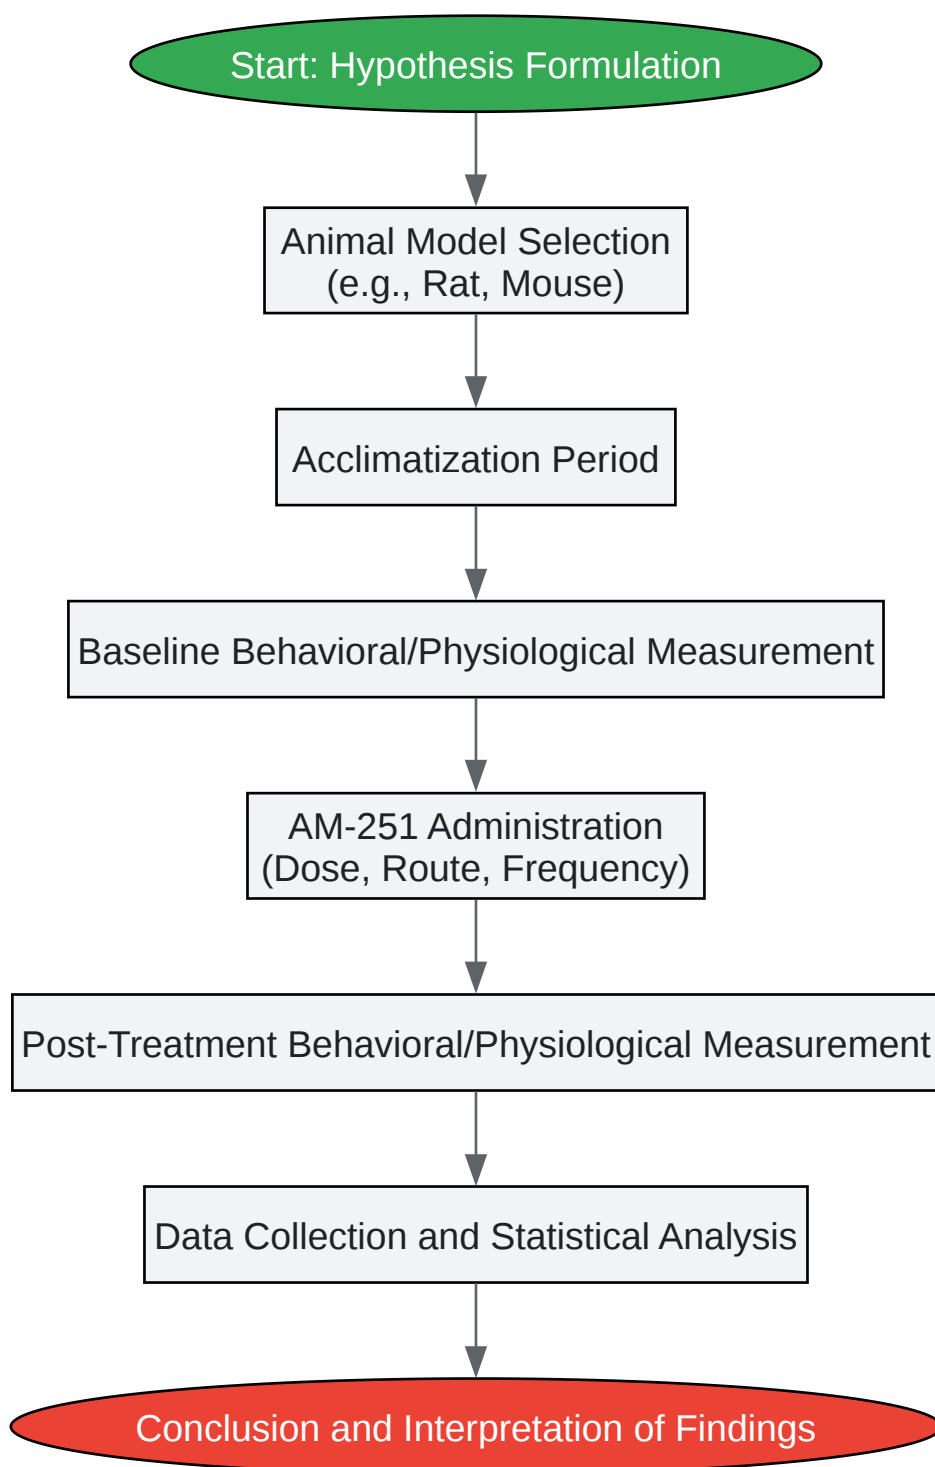 Start: Hypothesis Formulation
Animal Model Selection
(e.g., Rat, Mouse)
Acclimatization Period
Baseline Behavioral/Physiological Measurement
AM-251 Administration
(Dose, Route, Frequency)
Post-Treatment Behavioral/Physiological Measurement
Data Collection and Statistical Analysis
Conclusion and Interpretation of Findings